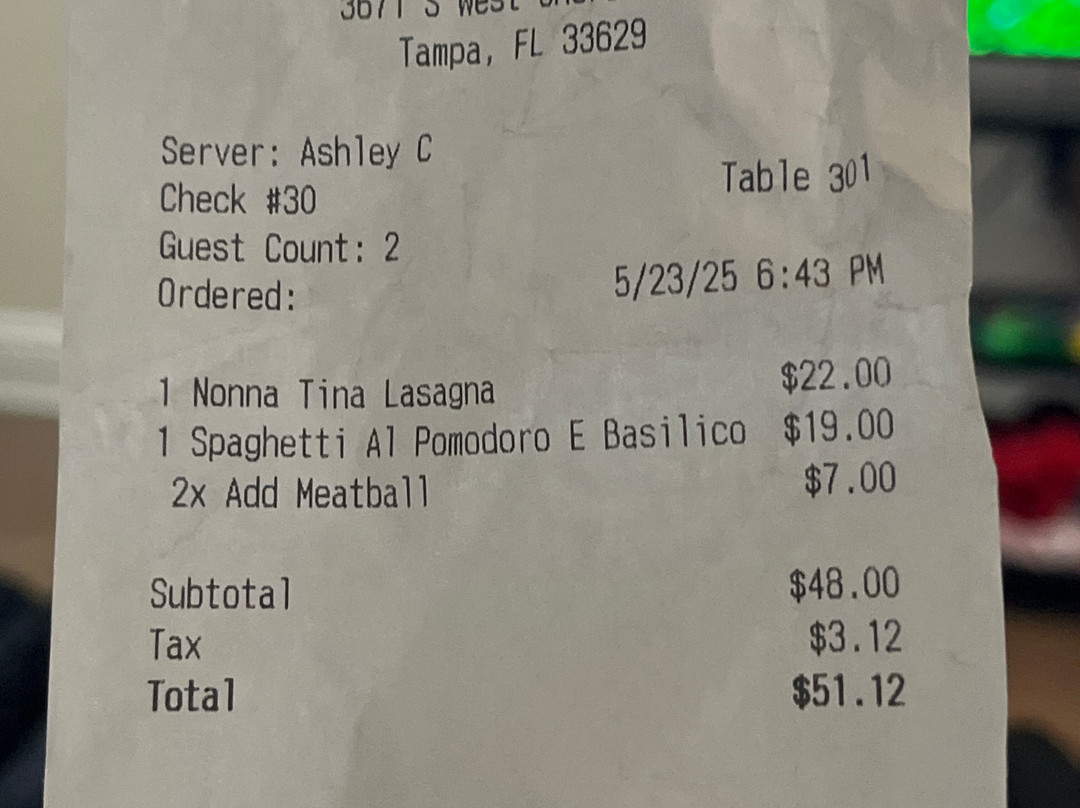 3671 S West
Tampa, FL 33629
Server: Ashley C
Check #30 Table 301
Guest Count: 2
Ordered: 5/23/25 6:43 PM
1 Nonna Tina Lasagna $22.00
1 Spaghetti Al Pomodoro E Basilico $19.00
2x Add Meatball $7.00
Subtotal $48.00
Tax $3.12
Total $51.12